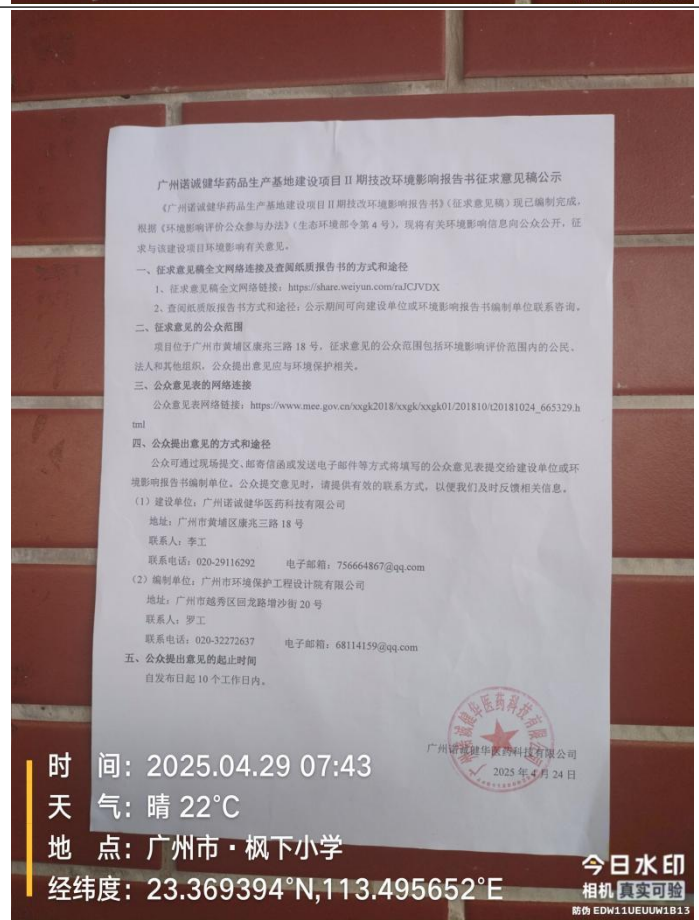 广州诺诚健华药品生产基地建设项目 II 期技改环境影响报告书征求意见稿公示
《广州诺诚健华药品生产基地建设项目 II 期技改环境影响报告书》（征求意见稿）现已编制完成，
根据《环境影响评价公众参与办法》（生态环境部令第 4 号），现将有关环境影响信息向公众公开，征
求与该建设项目环境影响有关意见。
一、征求意见稿全文网络连接及查阅纸质报告书的方式和途径
1、征求意见稿全文网络链接：https://share.weiyun.com/raJCJVDX
2、查阅纸质版报告书方式和途径：公示期间可向建设单位或环境影响报告书编制单位联系咨询。
二、征求意见的公众范围
项目位于广州市黄埔区康兆三路 18 号，征求意见的公众范围包括环境影响评价范围内的公民、
法人和其他组织，公众提出意见应与环境保护相关。
三、公众意见表的网络连接
公众意见表网络链接：https://www.mee.gov.cn/xxgk2018/xxgk/xxgk01/201810/t20181024_665329.h
tml
四、公众提出意见的方式和途径
公众可通过现场提交、邮寄信函或发送电子邮件等方式将填写的公众意见表提交给建设单位或环
境影响报告书编制单位。公众提交意见时，请提供有效的联系方式，以便我们及时反馈相关信息。
（1）建设单位：广州诺诚健华医药科技有限公司
地址：广州市黄埔区康兆三路 18 号
联系人：李工
联系电话：020-29116292 电子邮箱：756664867@qq.com
（2）编制单位：广州市环境保护工程设计院有限公司
地址：广州市越秀区回龙路增沙街 20 号
联系人：罗工
联系电话：020-32272637 电子邮箱：68114159@qq.com
五、公众提出意见的起止时间
自发布日起 10 个工作日内。
广州诺诚健华医药科技有限公司
广州诺诚健华医药科技有限公司
2025 年 4 月 24 日
时 间：2025.04.29 07:43
天 气：晴 22°C
地 点：广州市·枫下小学
经纬度：23.369394°N,113.495652°E
今日水印
相机 真实可验
防伪 EDW11UEUUW1B13